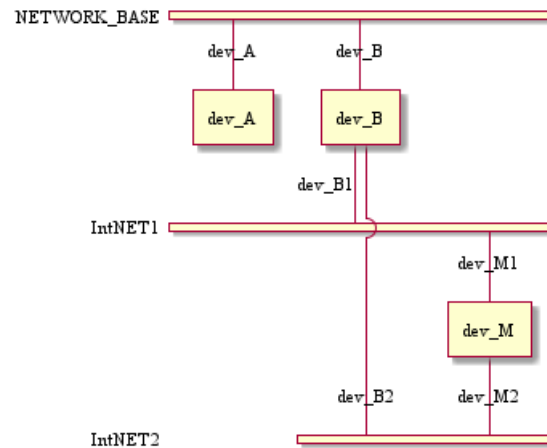 NETWORK_BASE
dev_A
dev_B
dev_A
dev_B
dev_B1
IntNET1
dev_M1
dev_M
dev_B2
dev_M2
IntNET2